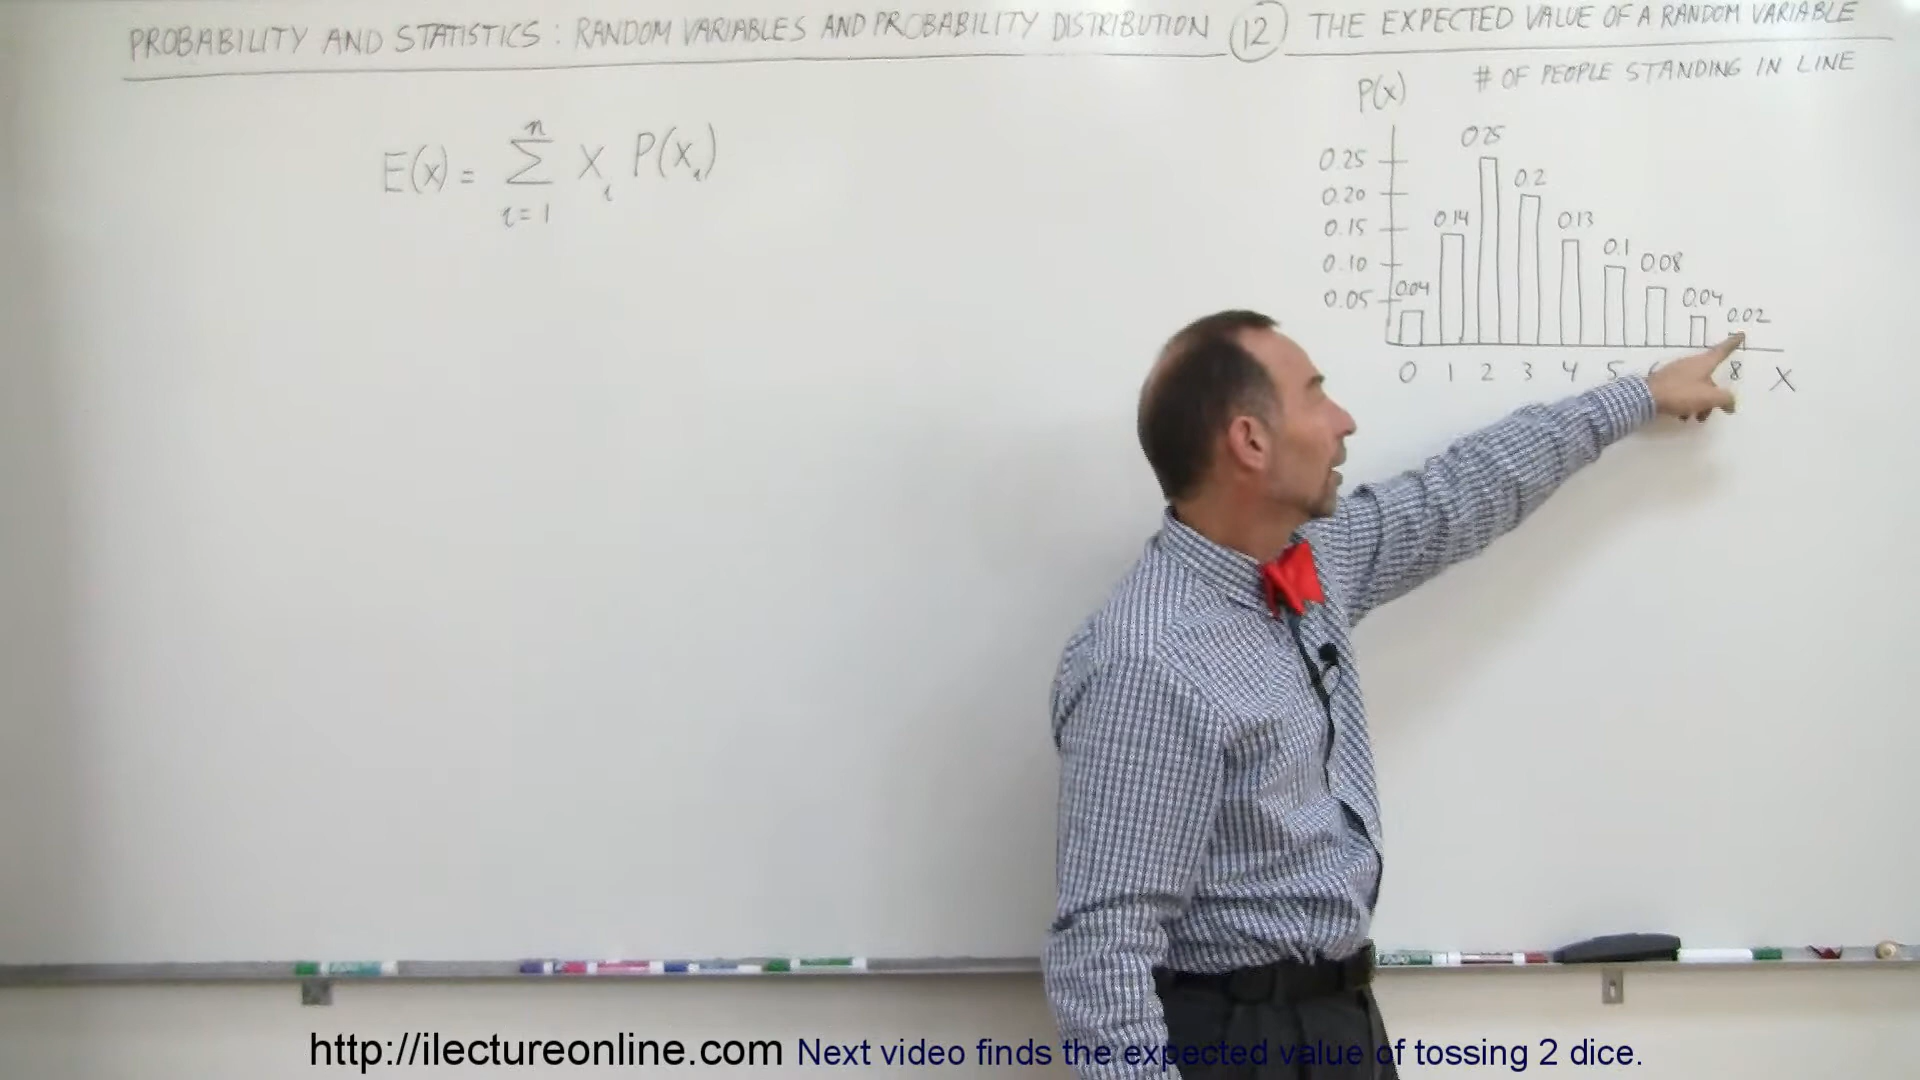 PROBABILITY AND STATISTICS : RANDOM VARIABLES AND PROBABILITY DISTRIBUTION 12 THE EXPECTED VALUE OF A RANDOM VARIABLE
# OF PEOPLE STANDING IN LINE
P(x)
E(x) = n Σ i=1 Xi P(xi)
0.25
0.20
0.15
0.10
0.05
0.04 0.14 0.25 0.2 0.13 0.1 0.08 0.04 0.02
0 1 2 3 4 5 8 X
http://ilectureonline.com Next video finds the expected value of tossing 2 dice.